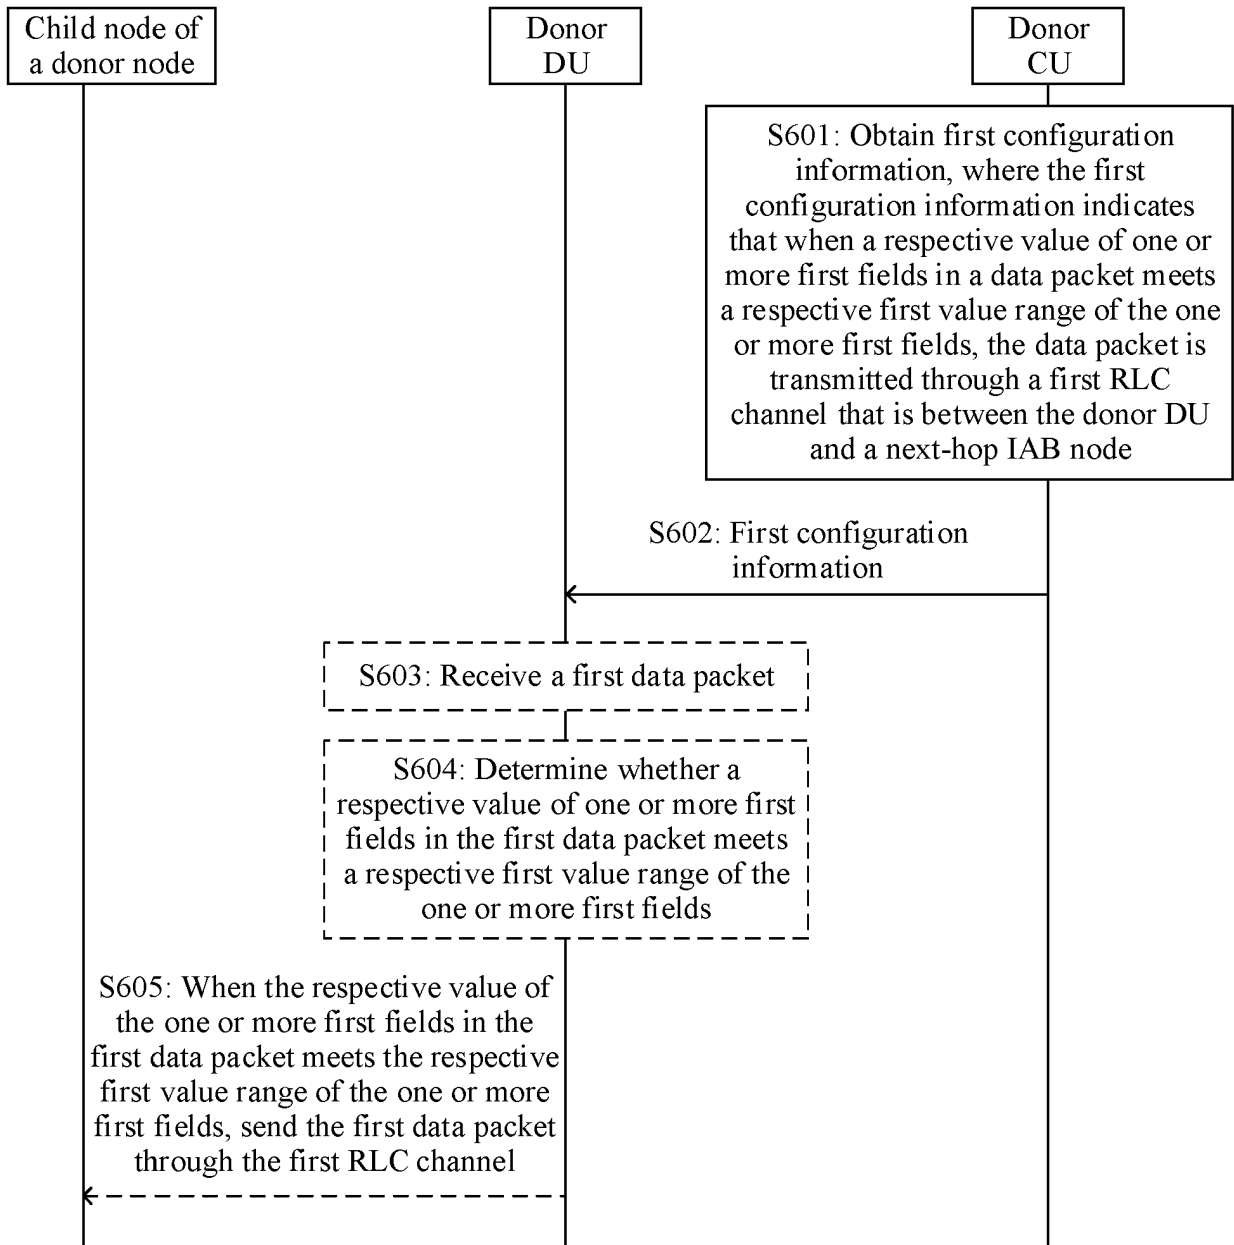 Child node of
a donor node
Donor
DU
Donor
CU
S601: Obtain first configuration
information, where the first
configuration information indicates
that when a respective value of one or
more first fields in a data packet meets
a respective first value range of the one
or more first fields, the data packet is
transmitted through a first RLC
channel that is between the donor DU
and a next-hop IAB node
S602: First configuration
information
S603: Receive a first data packet
S604: Determine whether a
respective value of one or more first
fields in the first data packet meets
a respective first value range of the
one or more first fields
S605: When the respective value of
the one or more first fields in the
first data packet meets the respective
first value range of the one or more
first fields, send the first data packet
through the first RLC channel